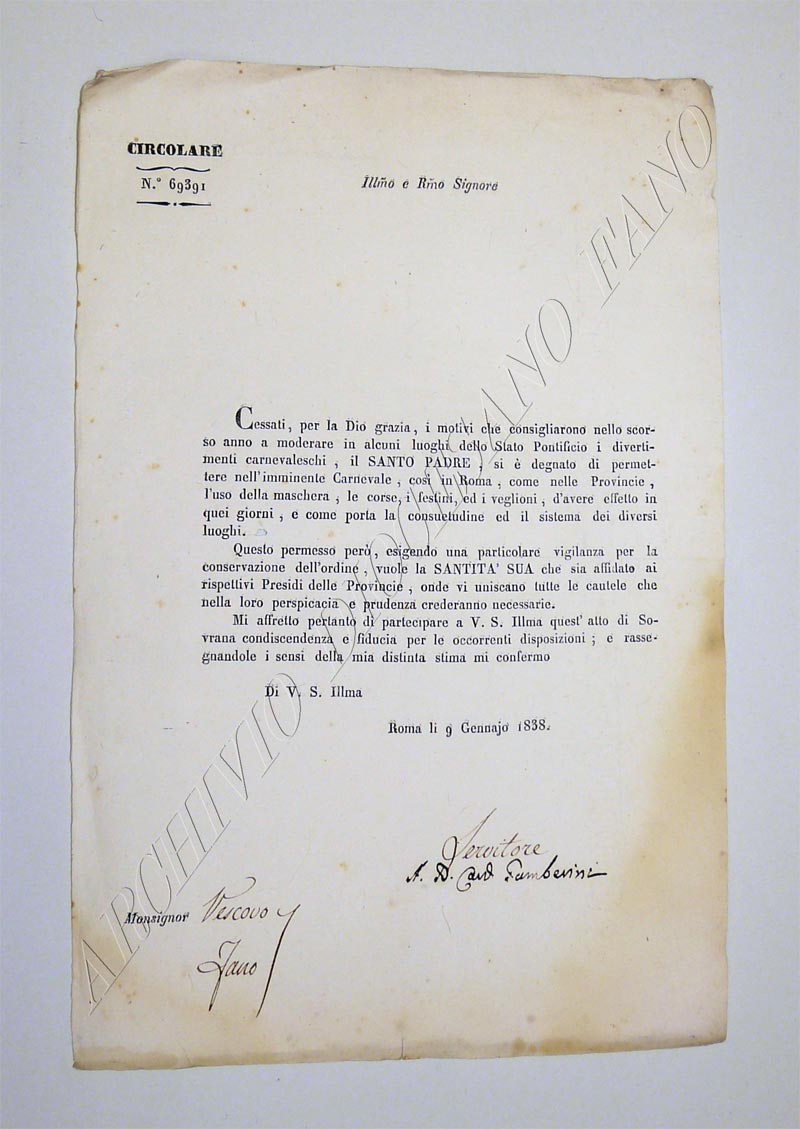 CIRCOLARE
N.° 69391
Illm̃o e Rm̃o Signore
Cessati, per la Dio grazia, i motivi che consigliarono nello scor-
so anno a moderare in alcuni luoghi dello Stato Pontificio i diverti-
menti carnevaleschi, il SANTO PADRE, si è degnato di permet-
tere nell'imminente Carnevale, così in Roma, come nelle Provincie,
l'uso della maschera, le corse, i festini, ed i veglioni, d'avere effetto in
quei giorni, e come porta la consuetudine ed il sistema dei diversi
luoghi.
Questo permesso però, esigendo una particolare vigilanza per la
conservazione dell'ordine, vuole la SANTITA' SUA che sia affidato ai
rispettivi Presidi delle Provincie, onde vi uniscano tutte le cautele che
nella loro perspicacia e prudenza crederanno necessarie.
Mi affretto pertanto di partecipare a V. S. Illma quest' atto di So-
vrana condiscendenza e fiducia per le occorrenti disposizioni; e rasse-
gnandole i sensi della mia distinta stima mi confermo
Di V. S. Illma
Roma li 9 Gennajo 1838.
Servitore
A. D. Card Gamberini
Monsignor Vescovo
Fano
ARCHIVIO DIOCESANO FANO